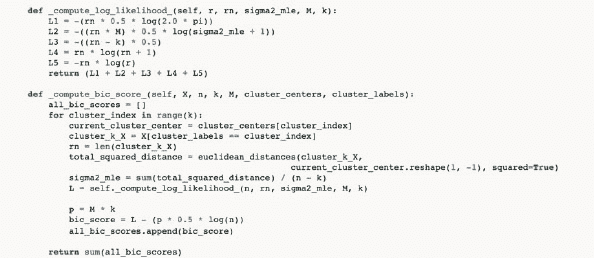 def _compute_log_likelihood_(self, r, rn, sigma2_mle, M, k):
    L1 = -(rn * 0.5 * log(2.0 * pi))
    L2 = -((rn * M) * 0.5 * log(sigma2_mle + 1))
    L3 = -((rn - k) * 0.5)
    L4 = rn * log(rn + 1)
    L5 = -rn * log(r)
    return (L1 + L2 + L3 + L4 + L5)
def _compute_bic_score_(self, X, n, k, M, cluster_centers, cluster_labels):
    all_bic_scores = []
    for cluster_index in range(k):
        current_cluster_center = cluster_centers[cluster_index]
        cluster_k_X = X[cluster_labels == cluster_index]
        rn = len(cluster_k_X)
        total_squared_distance = euclidean_distances(cluster_k_X,
                                                     current_cluster_center.reshape(1, -1), squared=True)
        sigma2_mle = sum(total_squared_distance) / (n - k)
        L = self._compute_log_likelihood_(n, rn, sigma2_mle, M, k)
        p = M * k
        bic_score = L - (p * 0.5 * log(n))
        all_bic_scores.append(bic_score)
    return sum(all_bic_scores)